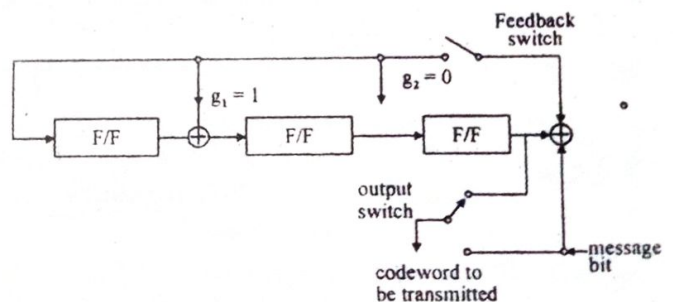 Feedback
switch
g₁ = 1
g₂ = 0
F/F
F/F
F/F
output
switch
message
bit
codeword to
be transmitted